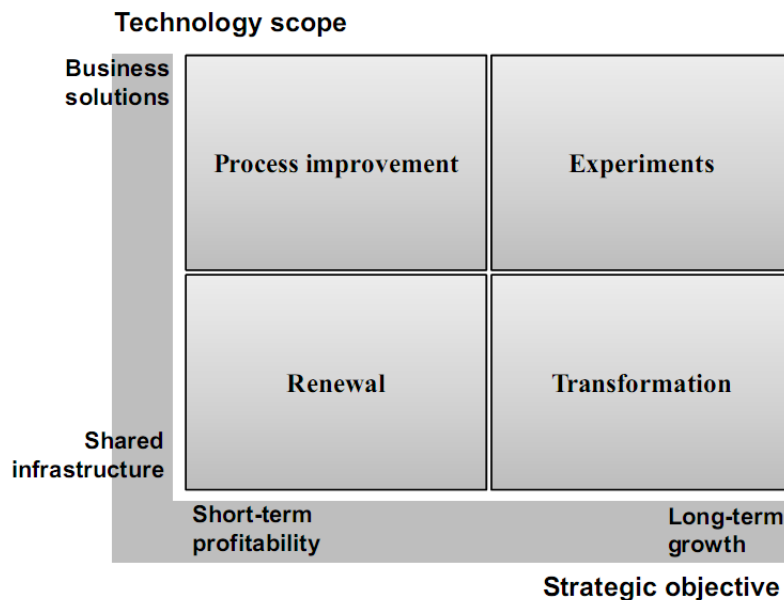 Technology scope
Business
solutions
Process improvement
Experiments
Renewal
Transformation
Shared
infrastructure
Short-term
profitability
Long-term
growth
Strategic objective